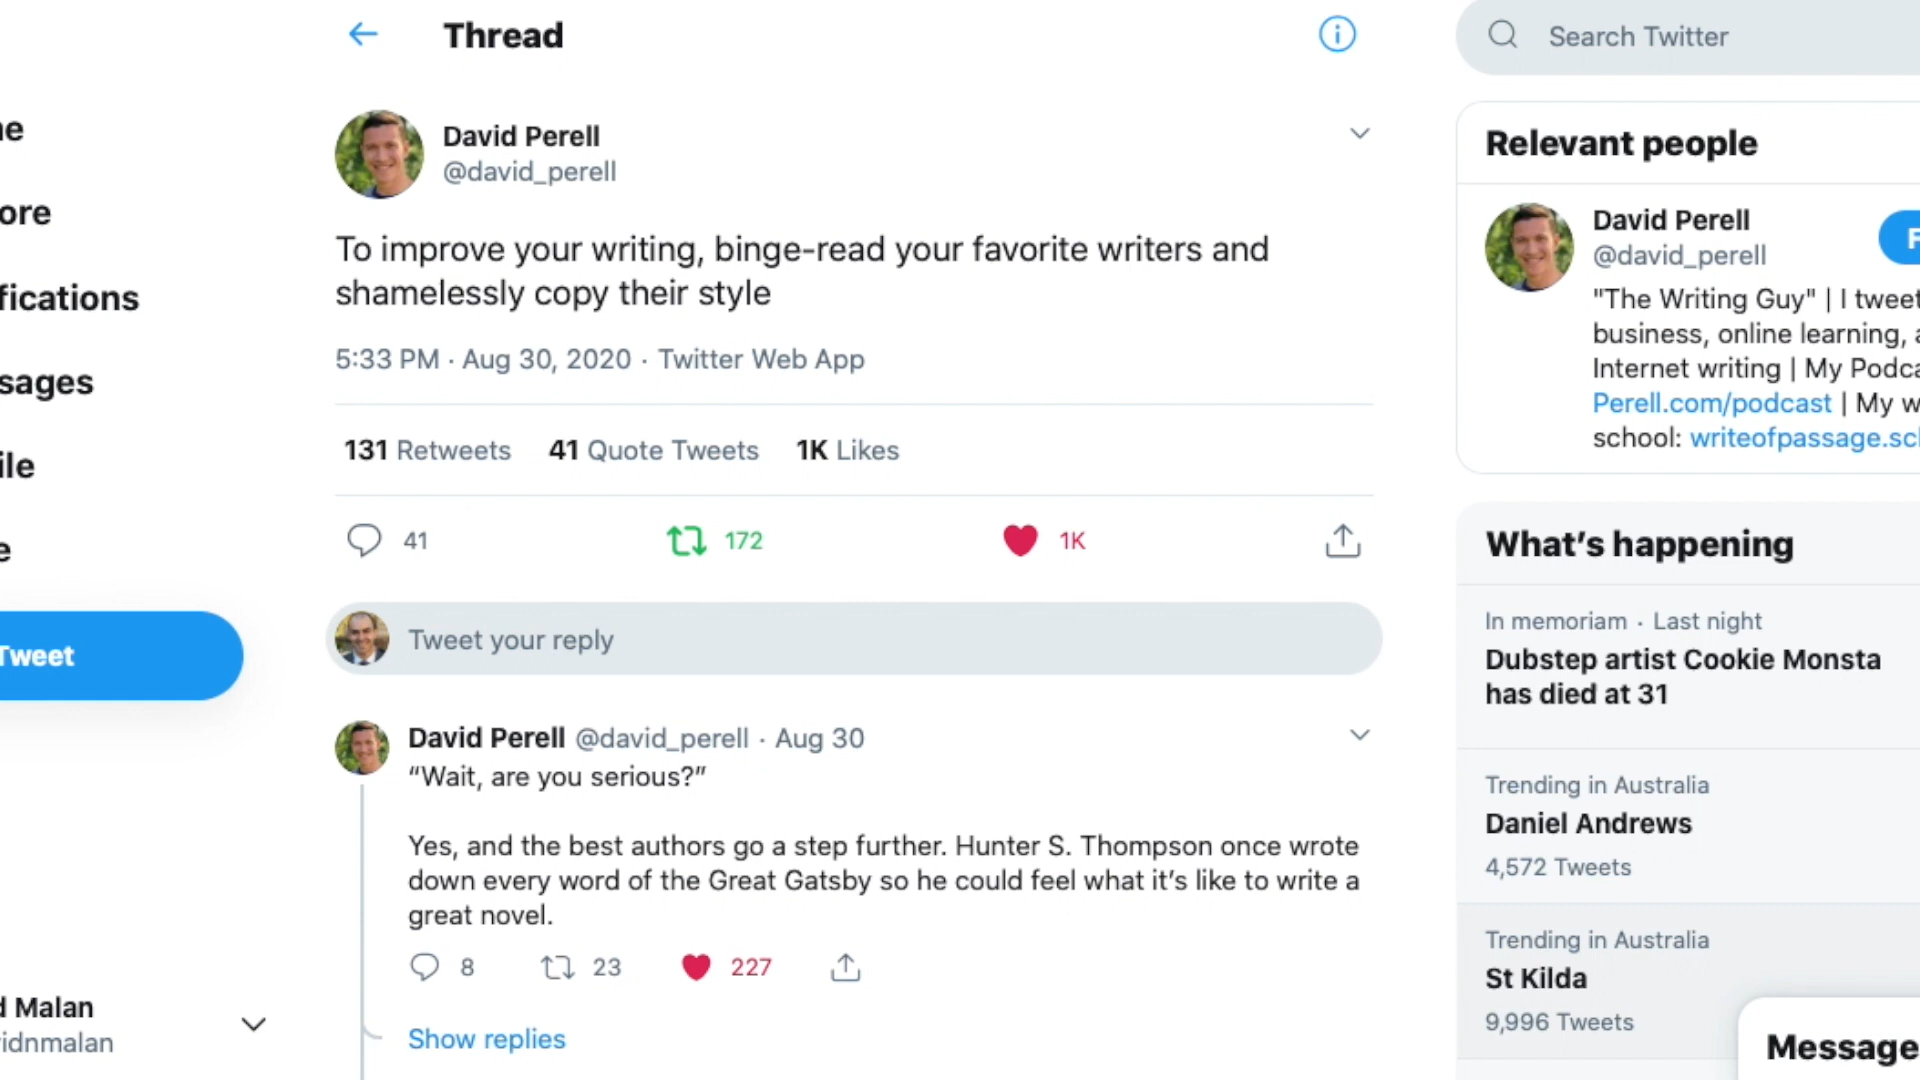 Thread
Search Twitter
David Perell
@david_perell
To improve your writing, binge-read your favorite writers and
shamelessly copy their style
5:33 PM · Aug 30, 2020 · Twitter Web App
131 Retweets 41 Quote Tweets 1K Likes
41 172 1K
Tweet your reply
David Perell @david_perell · Aug 30
“Wait, are you serious?”
Yes, and the best authors go a step further. Hunter S. Thompson once wrote
down every word of the Great Gatsby so he could feel what it’s like to write a
great novel.
8 23 227
Show replies
ne
ore
fications
sages
ile
e
Tweet
d Malan
idnmalan
Relevant people
David Perell
@david_perell
F
"The Writing Guy" | I tweet
business, online learning, a
Internet writing | My Podca
Perell.com/podcast | My w
school: writeofpassage.sch
What’s happening
In memoriam · Last night
Dubstep artist Cookie Monsta
has died at 31
Trending in Australia
Daniel Andrews
4,572 Tweets
Trending in Australia
St Kilda
9,996 Tweets
Message